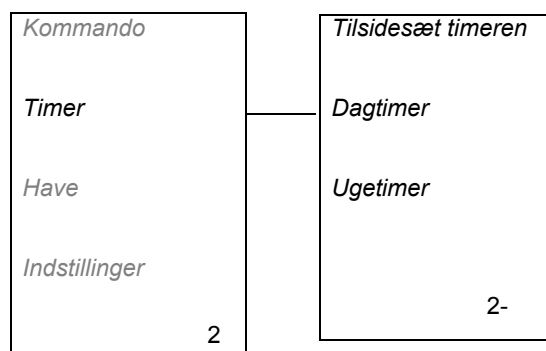 Kommando
Timer
Have
Indstillinger
2
Tilsidesæt timeren
Dagtimer
Ugetimer
2-